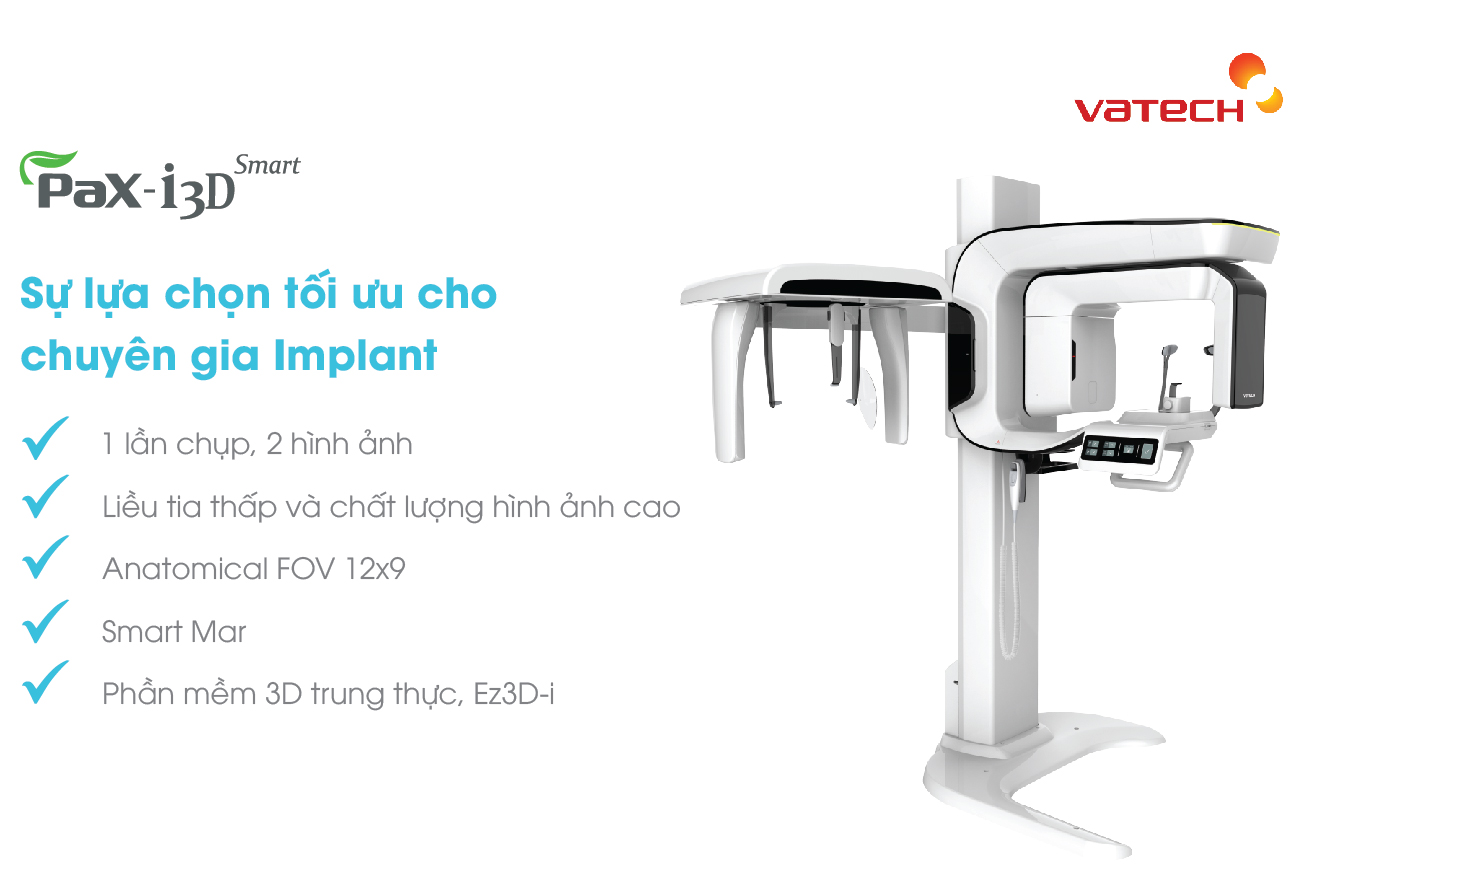 vatech
PaX-i3D Smart
Sự lựa chọn tối ưu cho
chuyên gia Implant
1 lần chụp, 2 hình ảnh
Liều tia thấp và chất lượng hình ảnh cao
Anatomical FOV 12x9
Smart Mar
Phần mềm 3D trung thực, Ez3D-i
vatech